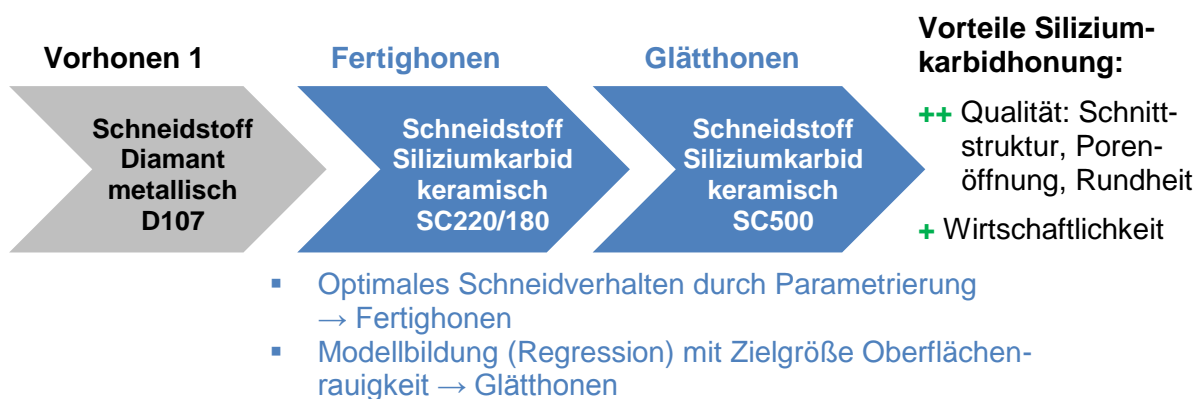 Vorhonen 1
Schneidstoff
Diamant
metallisch
D107
Fertighonen
Schneidstoff
Siliziumkarbid
keramisch
SC220/180
Glätthonen
Schneidstoff
Siliziumkarbid
keramisch
SC500
Vorteile Silizium-
karbidhonung:
++ Qualität: Schnitt-
struktur, Poren-
öffnung, Rundheit
+ Wirtschaftlichkeit
▪ Optimales Schneidverhalten durch Parametrierung
→ Fertighonen
▪ Modellbildung (Regression) mit Zielgröße Oberflächen-
rauigkeit → Glätthonen